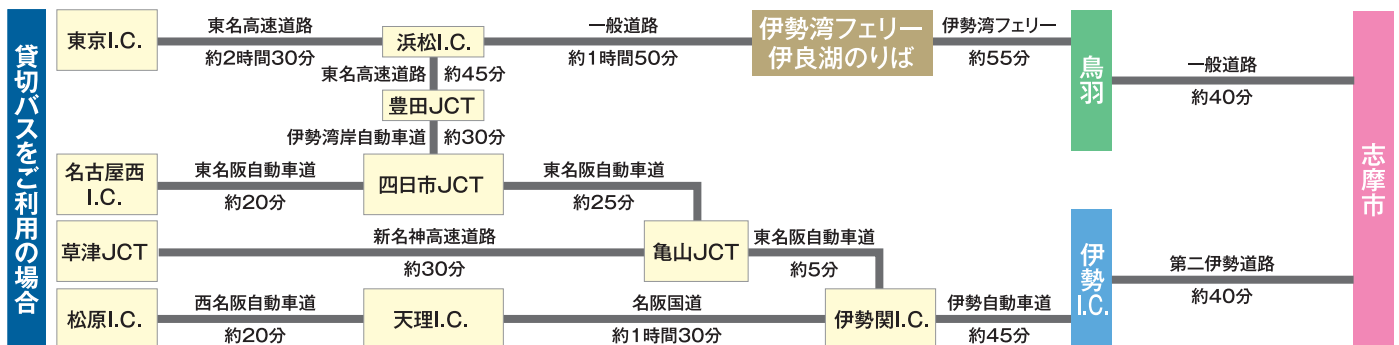 貸切バスをご利用の場合
東京I.C.
東名高速道路
約2時間30分
浜松I.C.
一般道路
約1時間50分
伊勢湾フェリー
伊良湖のりば
伊勢湾フェリー
約55分
鳥羽
一般道路
約40分
志摩市
東名高速道路
約45分
豊田JCT
伊勢湾岸自動車道
約30分
名古屋西
I.C.
東名阪自動車道
約20分
四日市JCT
東名阪自動車道
約25分
草津JCT
新名神高速道路
約30分
亀山JCT
東名阪自動車道
約5分
松原I.C.
西名阪自動車道
約20分
天理I.C.
名阪国道
約1時間30分
伊勢関I.C.
伊勢自動車道
約45分
伊勢
I.C.
第二伊勢道路
約40分